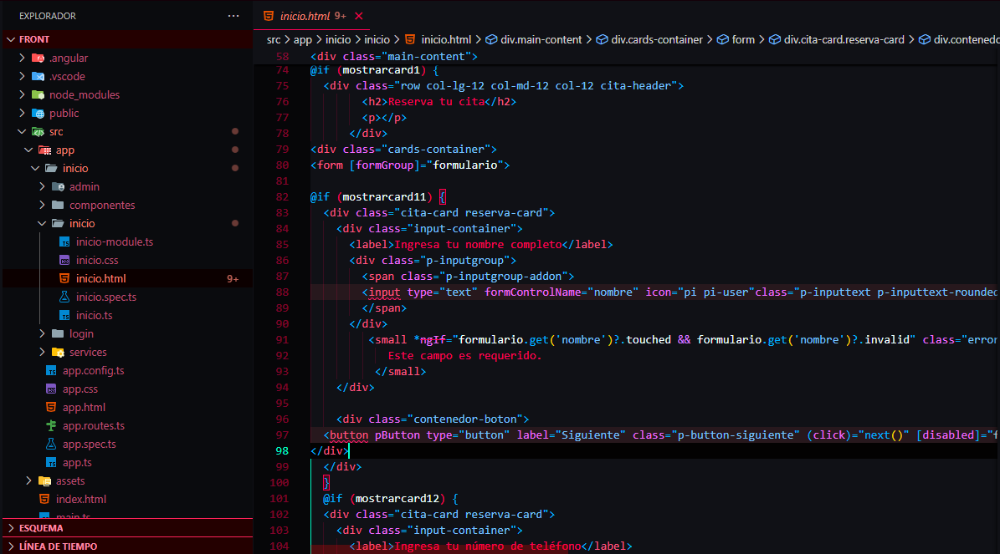 EXPLORADOR ···
FRONT
.angular
.vscode
node_modules
public
src
app
inicio
admin
componentes
inicio
inicio-module.ts
inicio.css
inicio.html 9+
inicio.spec.ts
inicio.ts
login
services
app.config.ts
app.css
app.html
app.routes.ts
app.spec.ts
app.ts
assets
index.html
main.ts
ESQUEMA
LÍNEA DE TIEMPO
inicio.html 9+
src > app > inicio > inicio > inicio.html > div.main-content > div.cards-container > form > div.cita-card.reserva-card > div.contenedo
58 <div class="main-content">
74 @if (mostrarcard1) {
75 <div class="row col-lg-12 col-md-12 col-12 cita-header">
76 <h2>Reserva tu cita</h2>
77 <p></p>
78 </div>
79 <div class="cards-container">
80 <form [formGroup]="formulario">
81
82 @if (mostrarcard11) {
83 <div class="cita-card reserva-card">
84 <div class="input-container">
85 <label>Ingresa tu nombre completo</label>
86 <div class="p-inputgroup">
87 <span class="p-inputgroup-addon">
88 <input type="text" formControlName="nombre" icon="pi pi-user"class="p-inputtext p-inputtext-rounded
89 </span>
90 </div>
91 <small *ngIf="formulario.get('nombre')?.touched && formulario.get('nombre')?.invalid" class="error
92 Este campo es requerido.
93 </small>
94 </div>
95
96 <div class="contenedor-boton">
97 <button pButton type="button" label="Siguiente" class="p-button-siguiente" (click)="next()" [disabled]="f
98 </div>
99 </div>
100 }
101 @if (mostrarcard12) {
102 <div class="cita-card reserva-card">
103 <div class="input-container">
104 <label>Ingresa tu número de teléfono</label>